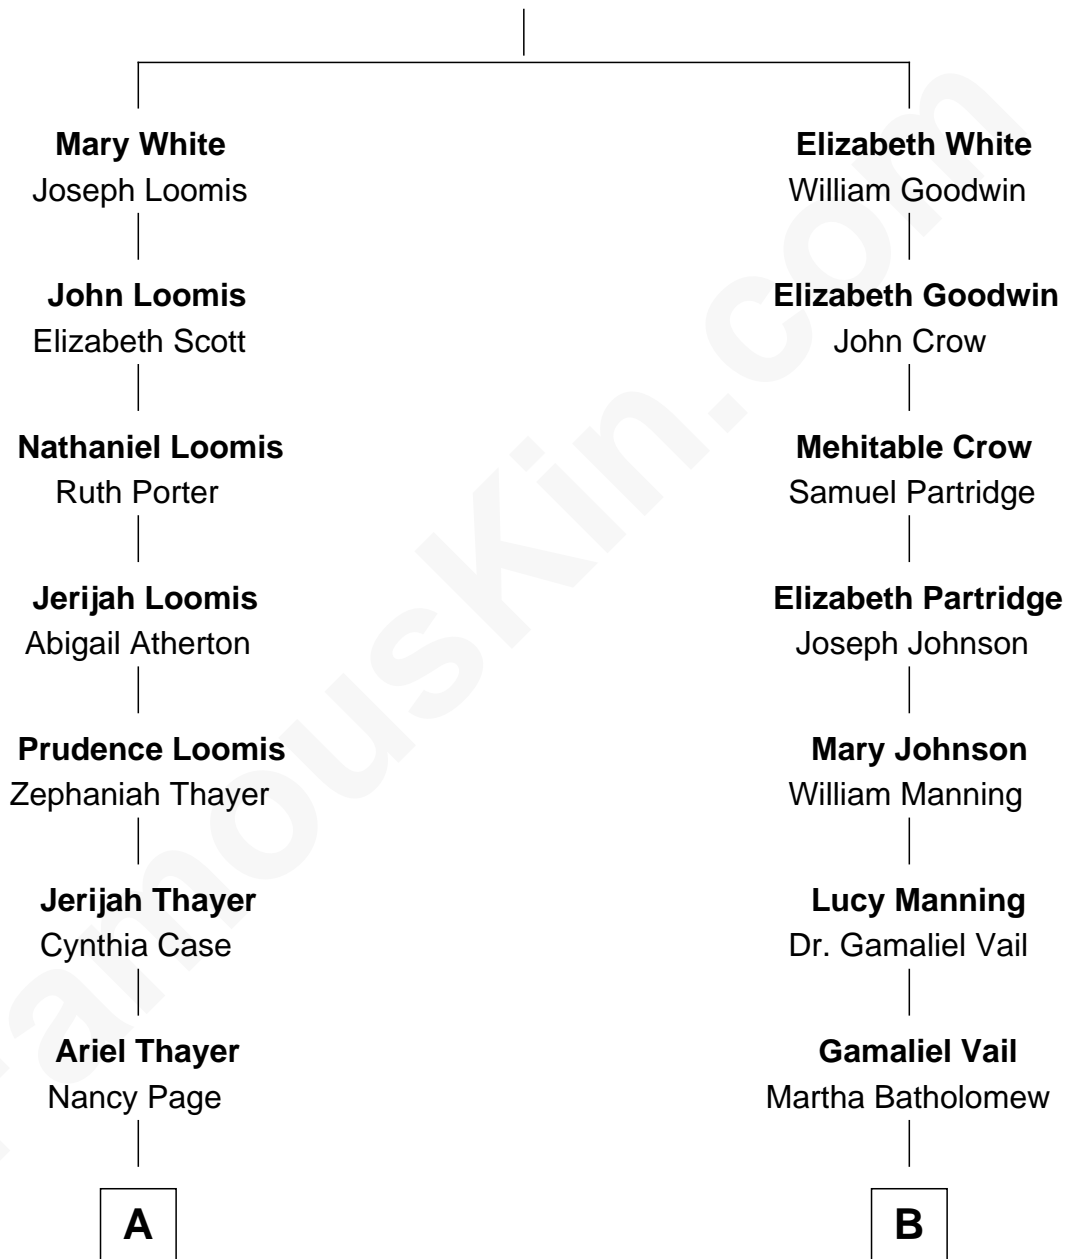 Mary White
Joseph Loomis
John Loomis
Elizabeth Scott
Nathaniel Loomis
Ruth Porter
Jerijah Loomis
Abigail Atherton
Prudence Loomis
Zephaniah Thayer
Jerijah Thayer
Cynthia Case
Ariel Thayer
Nancy Page
A
Elizabeth White
William Goodwin
Elizabeth Goodwin
John Crow
Mehitable Crow
Samuel Partridge
Elizabeth Partridge
Joseph Johnson
Mary Johnson
William Manning
Lucy Manning
Dr. Gamaliel Vail
Gamaliel Vail
Martha Batholomew
B
FamousKin.com